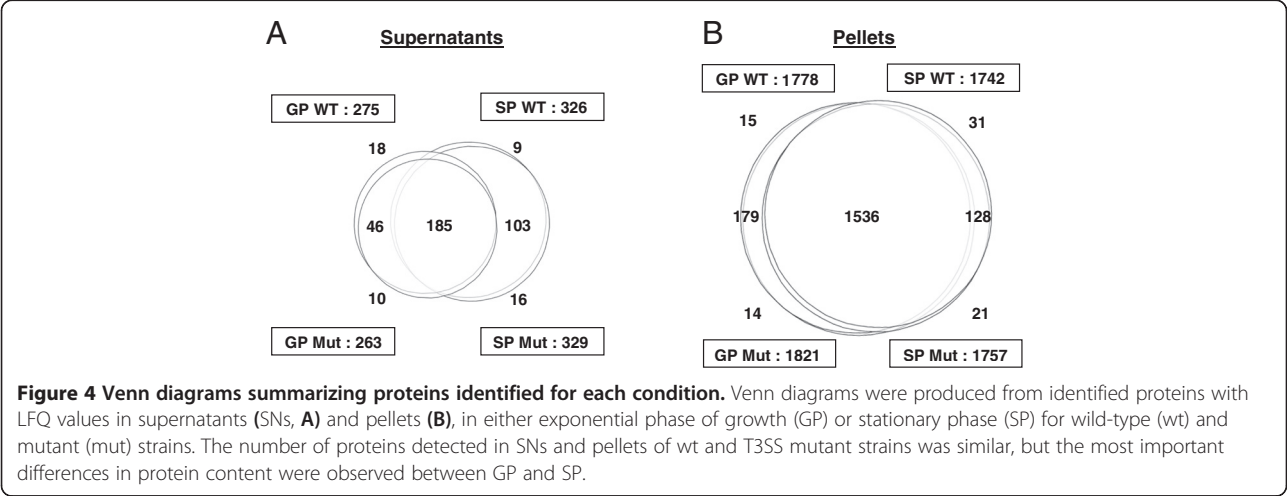 A
Supernatants
GP WT : 275
SP WT : 326
18
9
46
185
103
10
16
GP Mut : 263
SP Mut : 329
B
Pellets
GP WT : 1778
SP WT : 1742
15
31
179
1536
128
14
21
GP Mut : 1821
SP Mut : 1757
Figure 4 Venn diagrams summarizing proteins identified for each condition. Venn diagrams were produced from identified proteins with
LFQ values in supernatants (SNs, A) and pellets (B), in either exponential phase of growth (GP) or stationary phase (SP) for wild-type (wt) and
mutant (mut) strains. The number of proteins detected in SNs and pellets of wt and T3SS mutant strains was similar, but the most important
differences in protein content were observed between GP and SP.